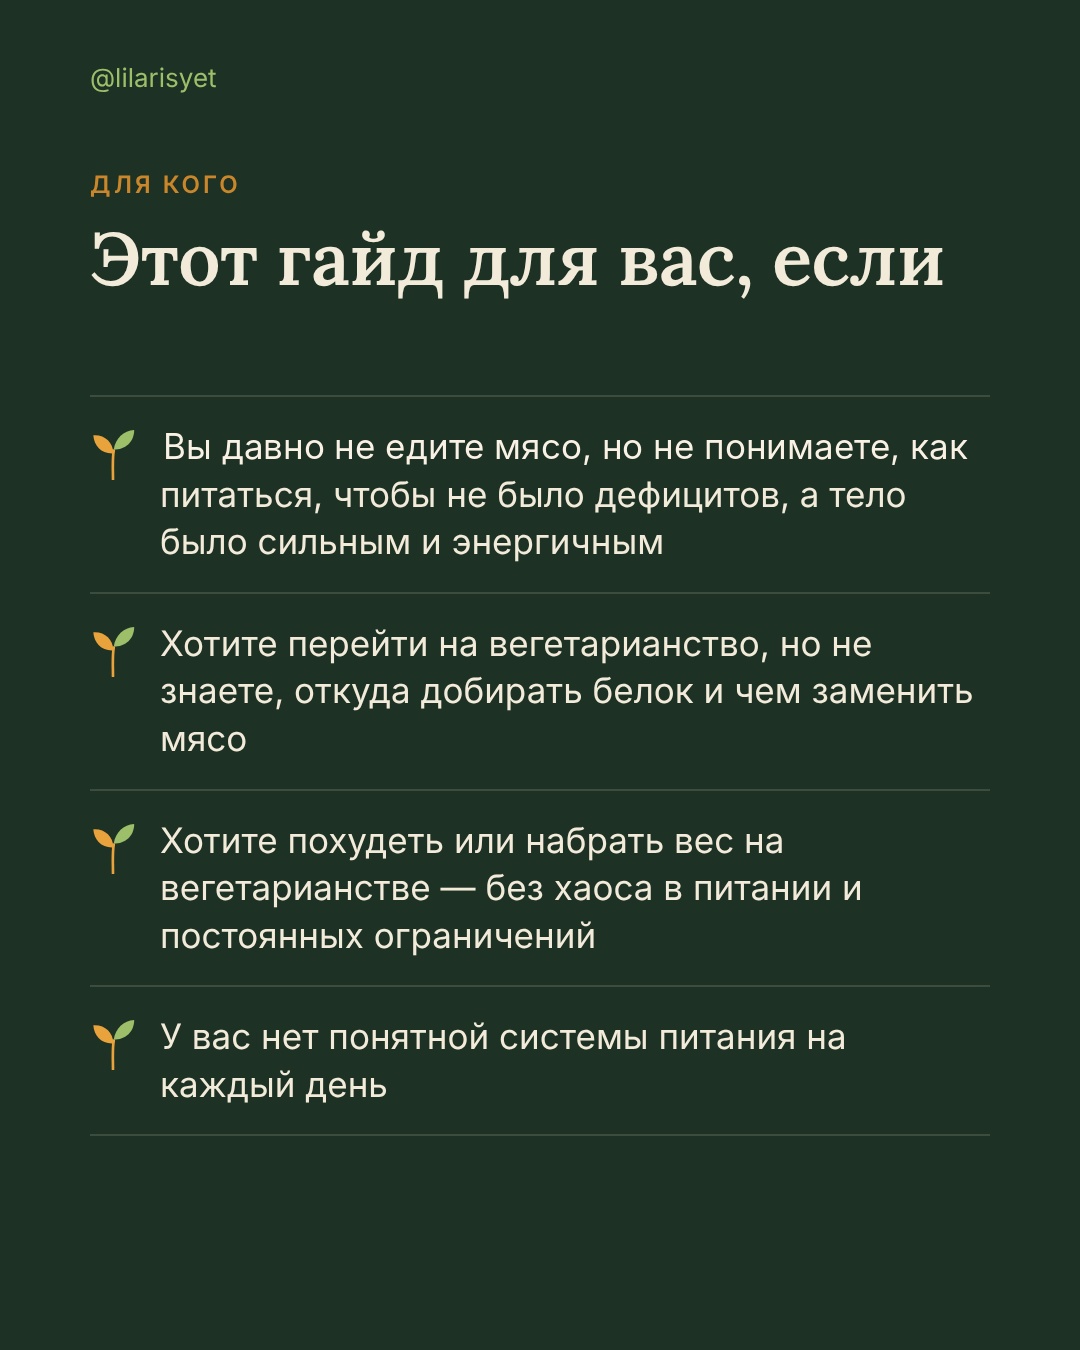 @lilarisyet
для кого
Этот гайд для вас, если
Вы давно не едите мясо, но не понимаете, как
питаться, чтобы не было дефицитов, а тело
было сильным и энергичным
Хотите перейти на вегетарианство, но не
знаете, откуда добирать белок и чем заменить
мясо
Хотите похудеть или набрать вес на
вегетарианстве — без хаоса в питании и
постоянных ограничений
У вас нет понятной системы питания на
каждый день